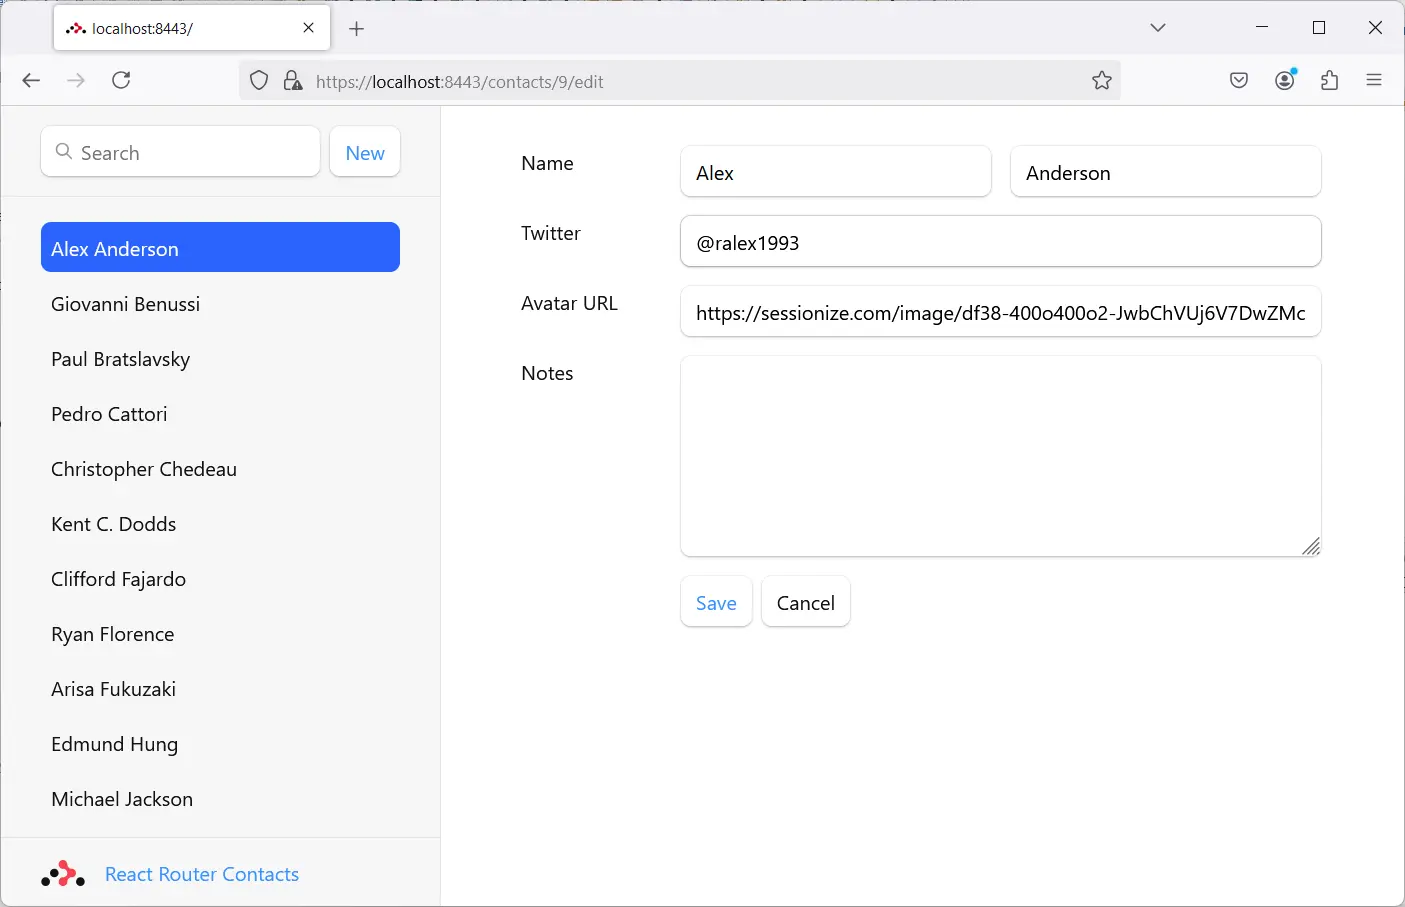 localhost:8443/
https://localhost:8443/contacts/9/edit
Search
New
Alex Anderson
Giovanni Benussi
Paul Bratslavsky
Pedro Cattori
Christopher Chedeau
Kent C. Dodds
Clifford Fajardo
Ryan Florence
Arisa Fukuzaki
Edmund Hung
Michael Jackson
React Router Contacts
Name Alex Anderson
Twitter @ralex1993
Avatar URL https://sessionize.com/image/df38-400o400o2-JwbChVUj6V7DwZMc
Notes
Save Cancel